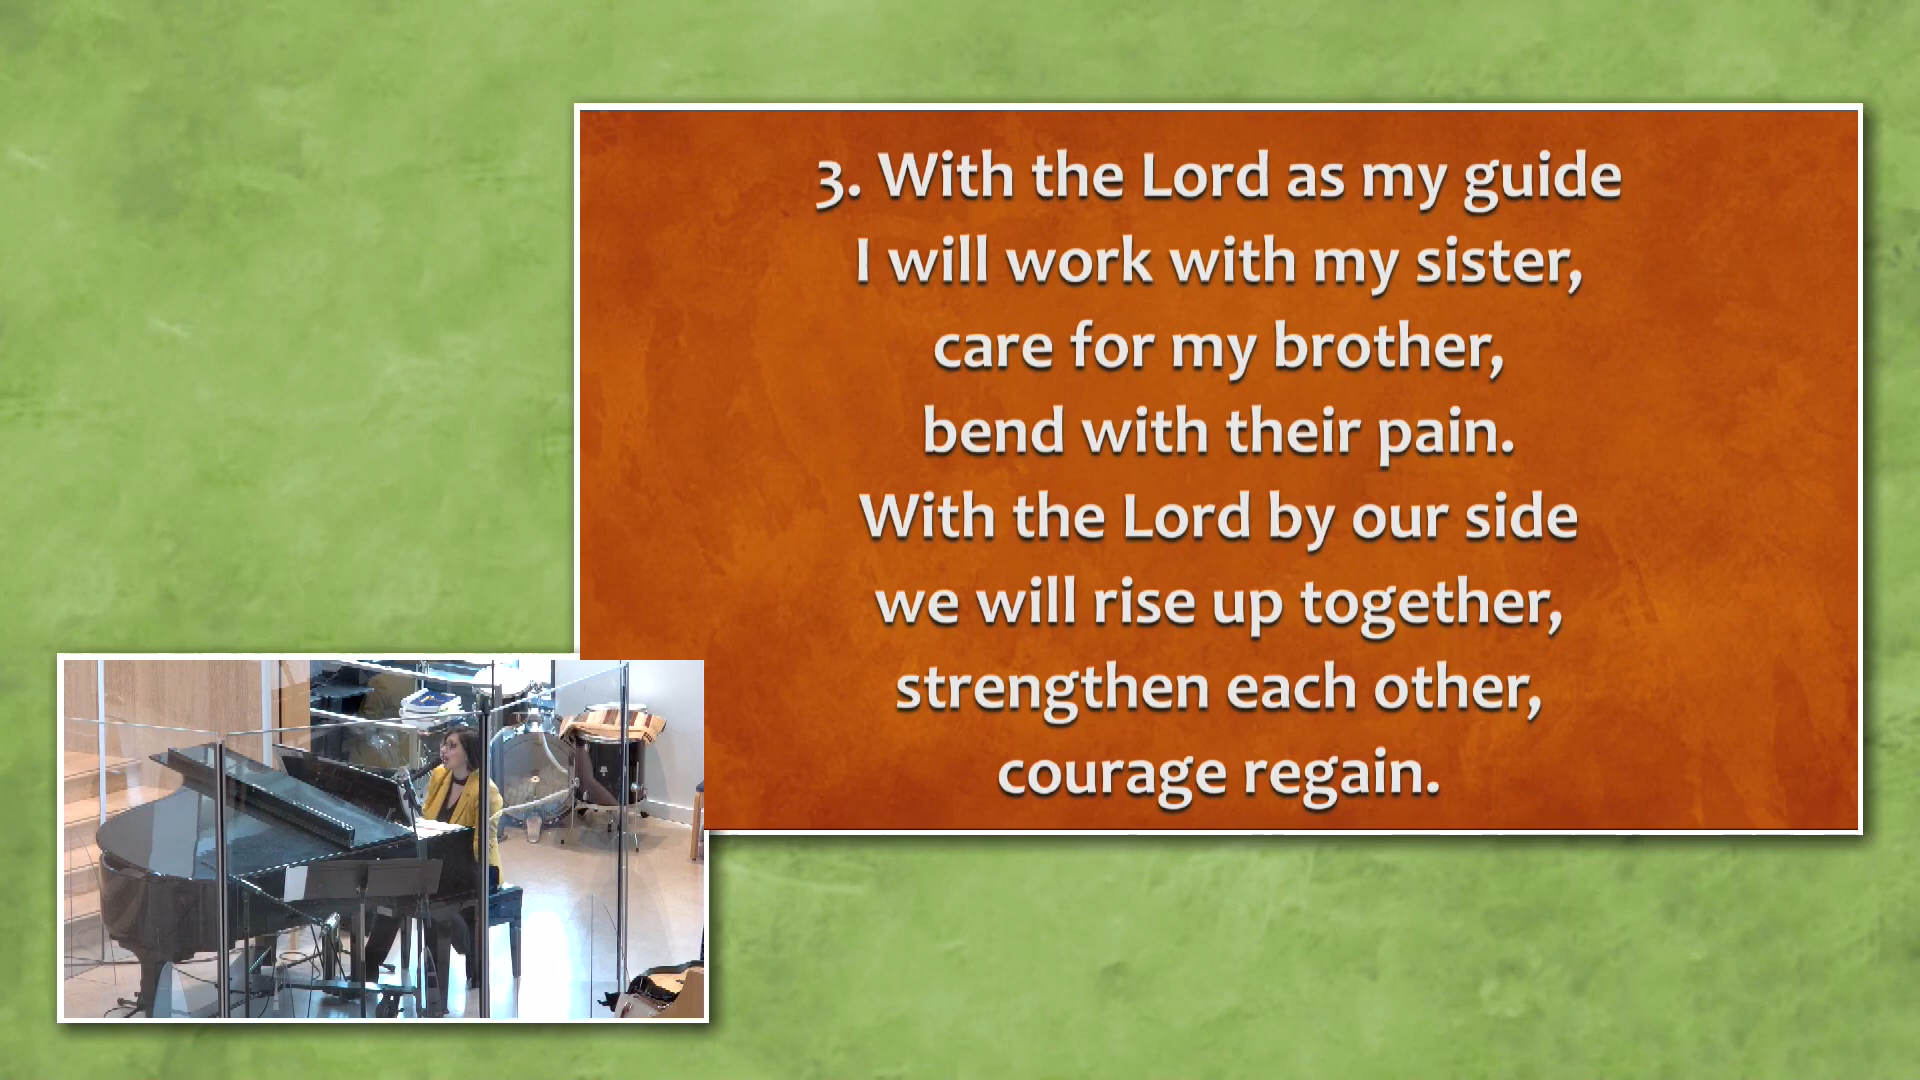 3. With the Lord as my guide
I will work with my sister,
care for my brother,
bend with their pain.
With the Lord by our side
we will rise up together,
strengthen each other,
courage regain.